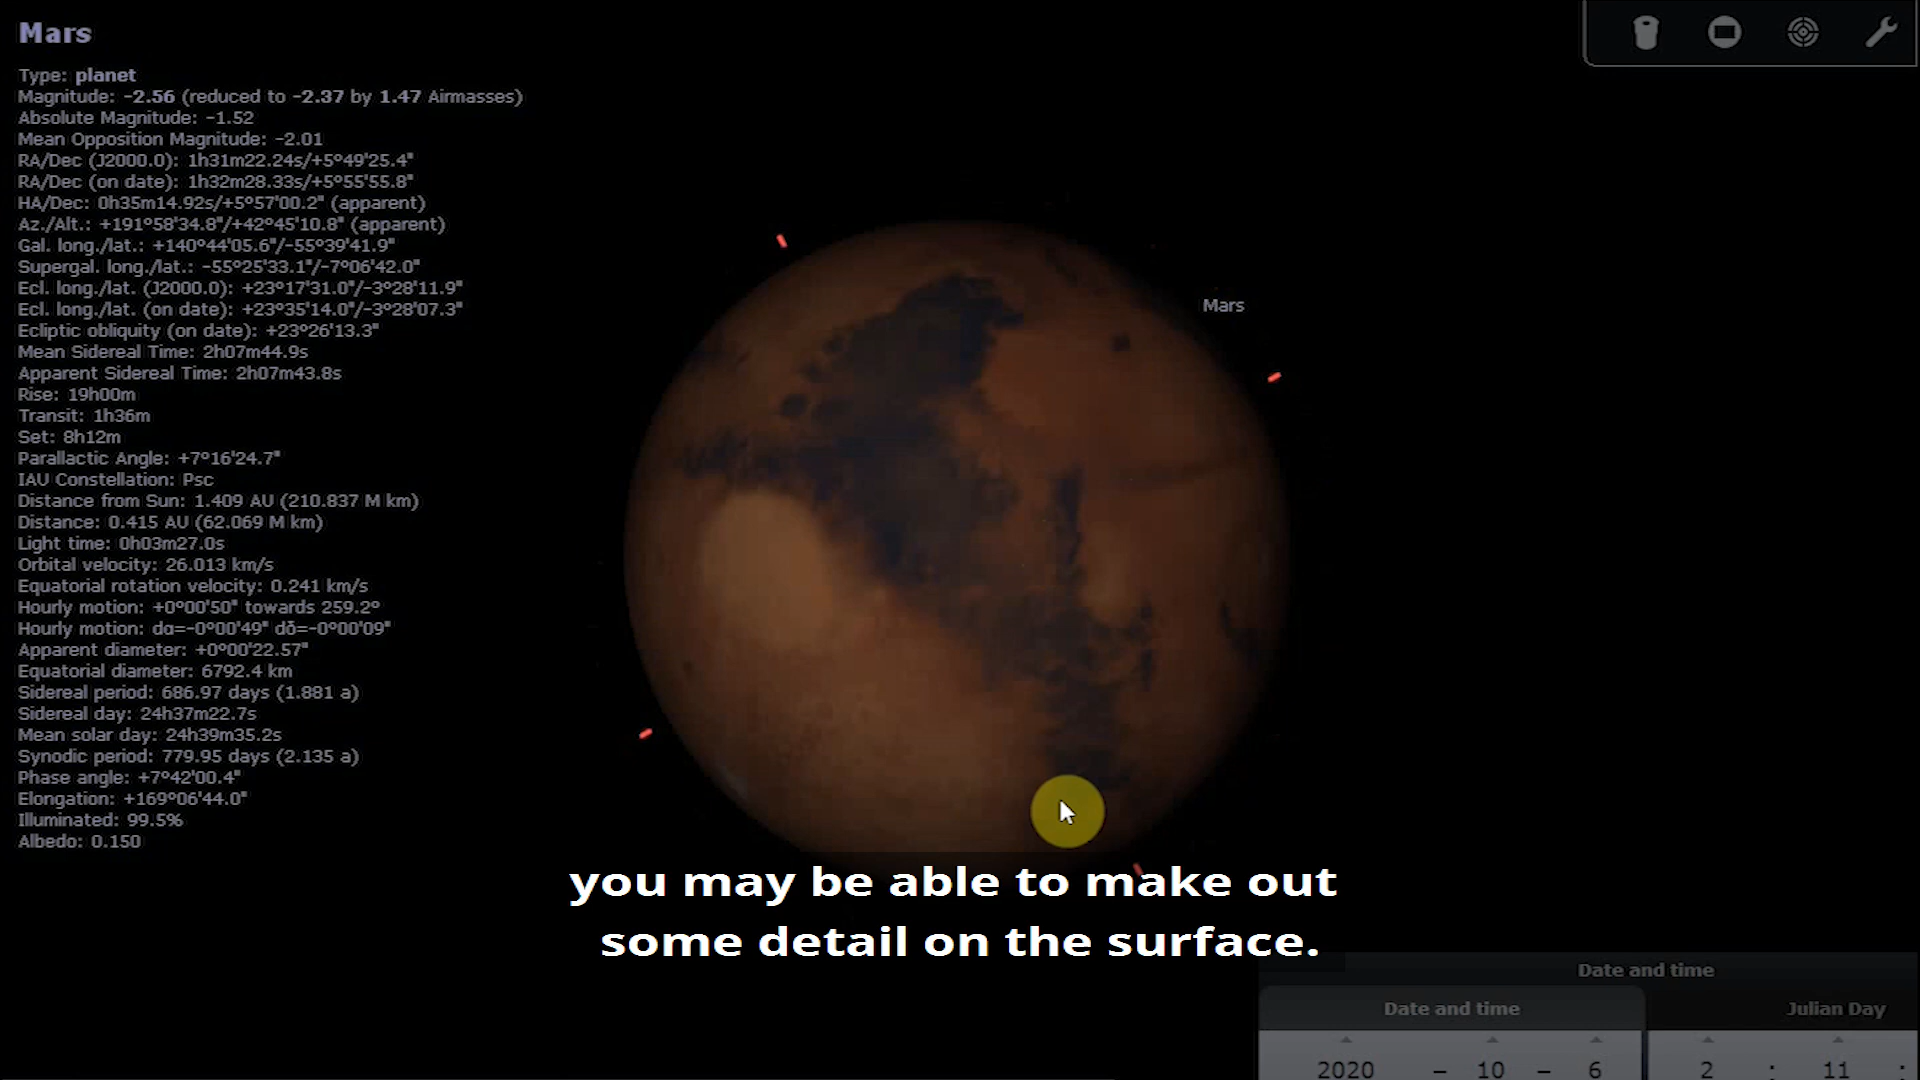 Mars
Type: planet
Magnitude: -2.56 (reduced to -2.37 by 1.47 Airmasses)
Absolute Magnitude: -1.52
Mean Opposition Magnitude: -2.01
RA/Dec (J2000.0): 1h31m22.24s/+5°49'25.4"
RA/Dec (on date): 1h32m28.33s/+5°55'55.8"
HA/Dec: 0h35m14.92s/+5°57'00.2" (apparent)
Az./Alt.: +191°58'34.8"/+42°45'10.8" (apparent)
Gal. long./lat.: +140°44'05.6"/-55°39'41.9"
Supergal. long./lat.: -55°25'33.1"/-7°06'42.0"
Ecl. long./lat. (J2000.0): +23°17'31.0"/-3°28'11.9"
Ecl. long./lat. (on date): +23°35'14.0"/-3°28'07.3"
Ecliptic obliquity (on date): +23°26'13.3"
Mean Sidereal Time: 2h07m44.9s
Apparent Sidereal Time: 2h07m43.8s
Rise: 19h00m
Transit: 1h36m
Set: 8h12m
Parallactic Angle: +7°16'24.7"
IAU Constellation: Psc
Distance from Sun: 1.409 AU (210.837 M km)
Distance: 0.415 AU (62.069 M km)
Light time: 0h03m27.0s
Orbital velocity: 26.013 km/s
Equatorial rotation velocity: 0.241 km/s
Hourly motion: +0°00'50" towards 259.2°
Hourly motion: dα=-0°00'49" dδ=-0°00'09"
Apparent diameter: +0°00'22.57"
Equatorial diameter: 6792.4 km
Sidereal period: 686.97 days (1.881 a)
Sidereal day: 24h37m22.7s
Mean solar day: 24h39m35.2s
Synodic period: 779.95 days (2.135 a)
Phase angle: +7°42'00.4"
Elongation: +169°06'44.0"
Illuminated: 99.5%
Albedo: 0.150
Mars
you may be able to make out
some detail on the surface.
Date and time
Date and time Julian Day
2020 - 10 - 6 2 : 11 :